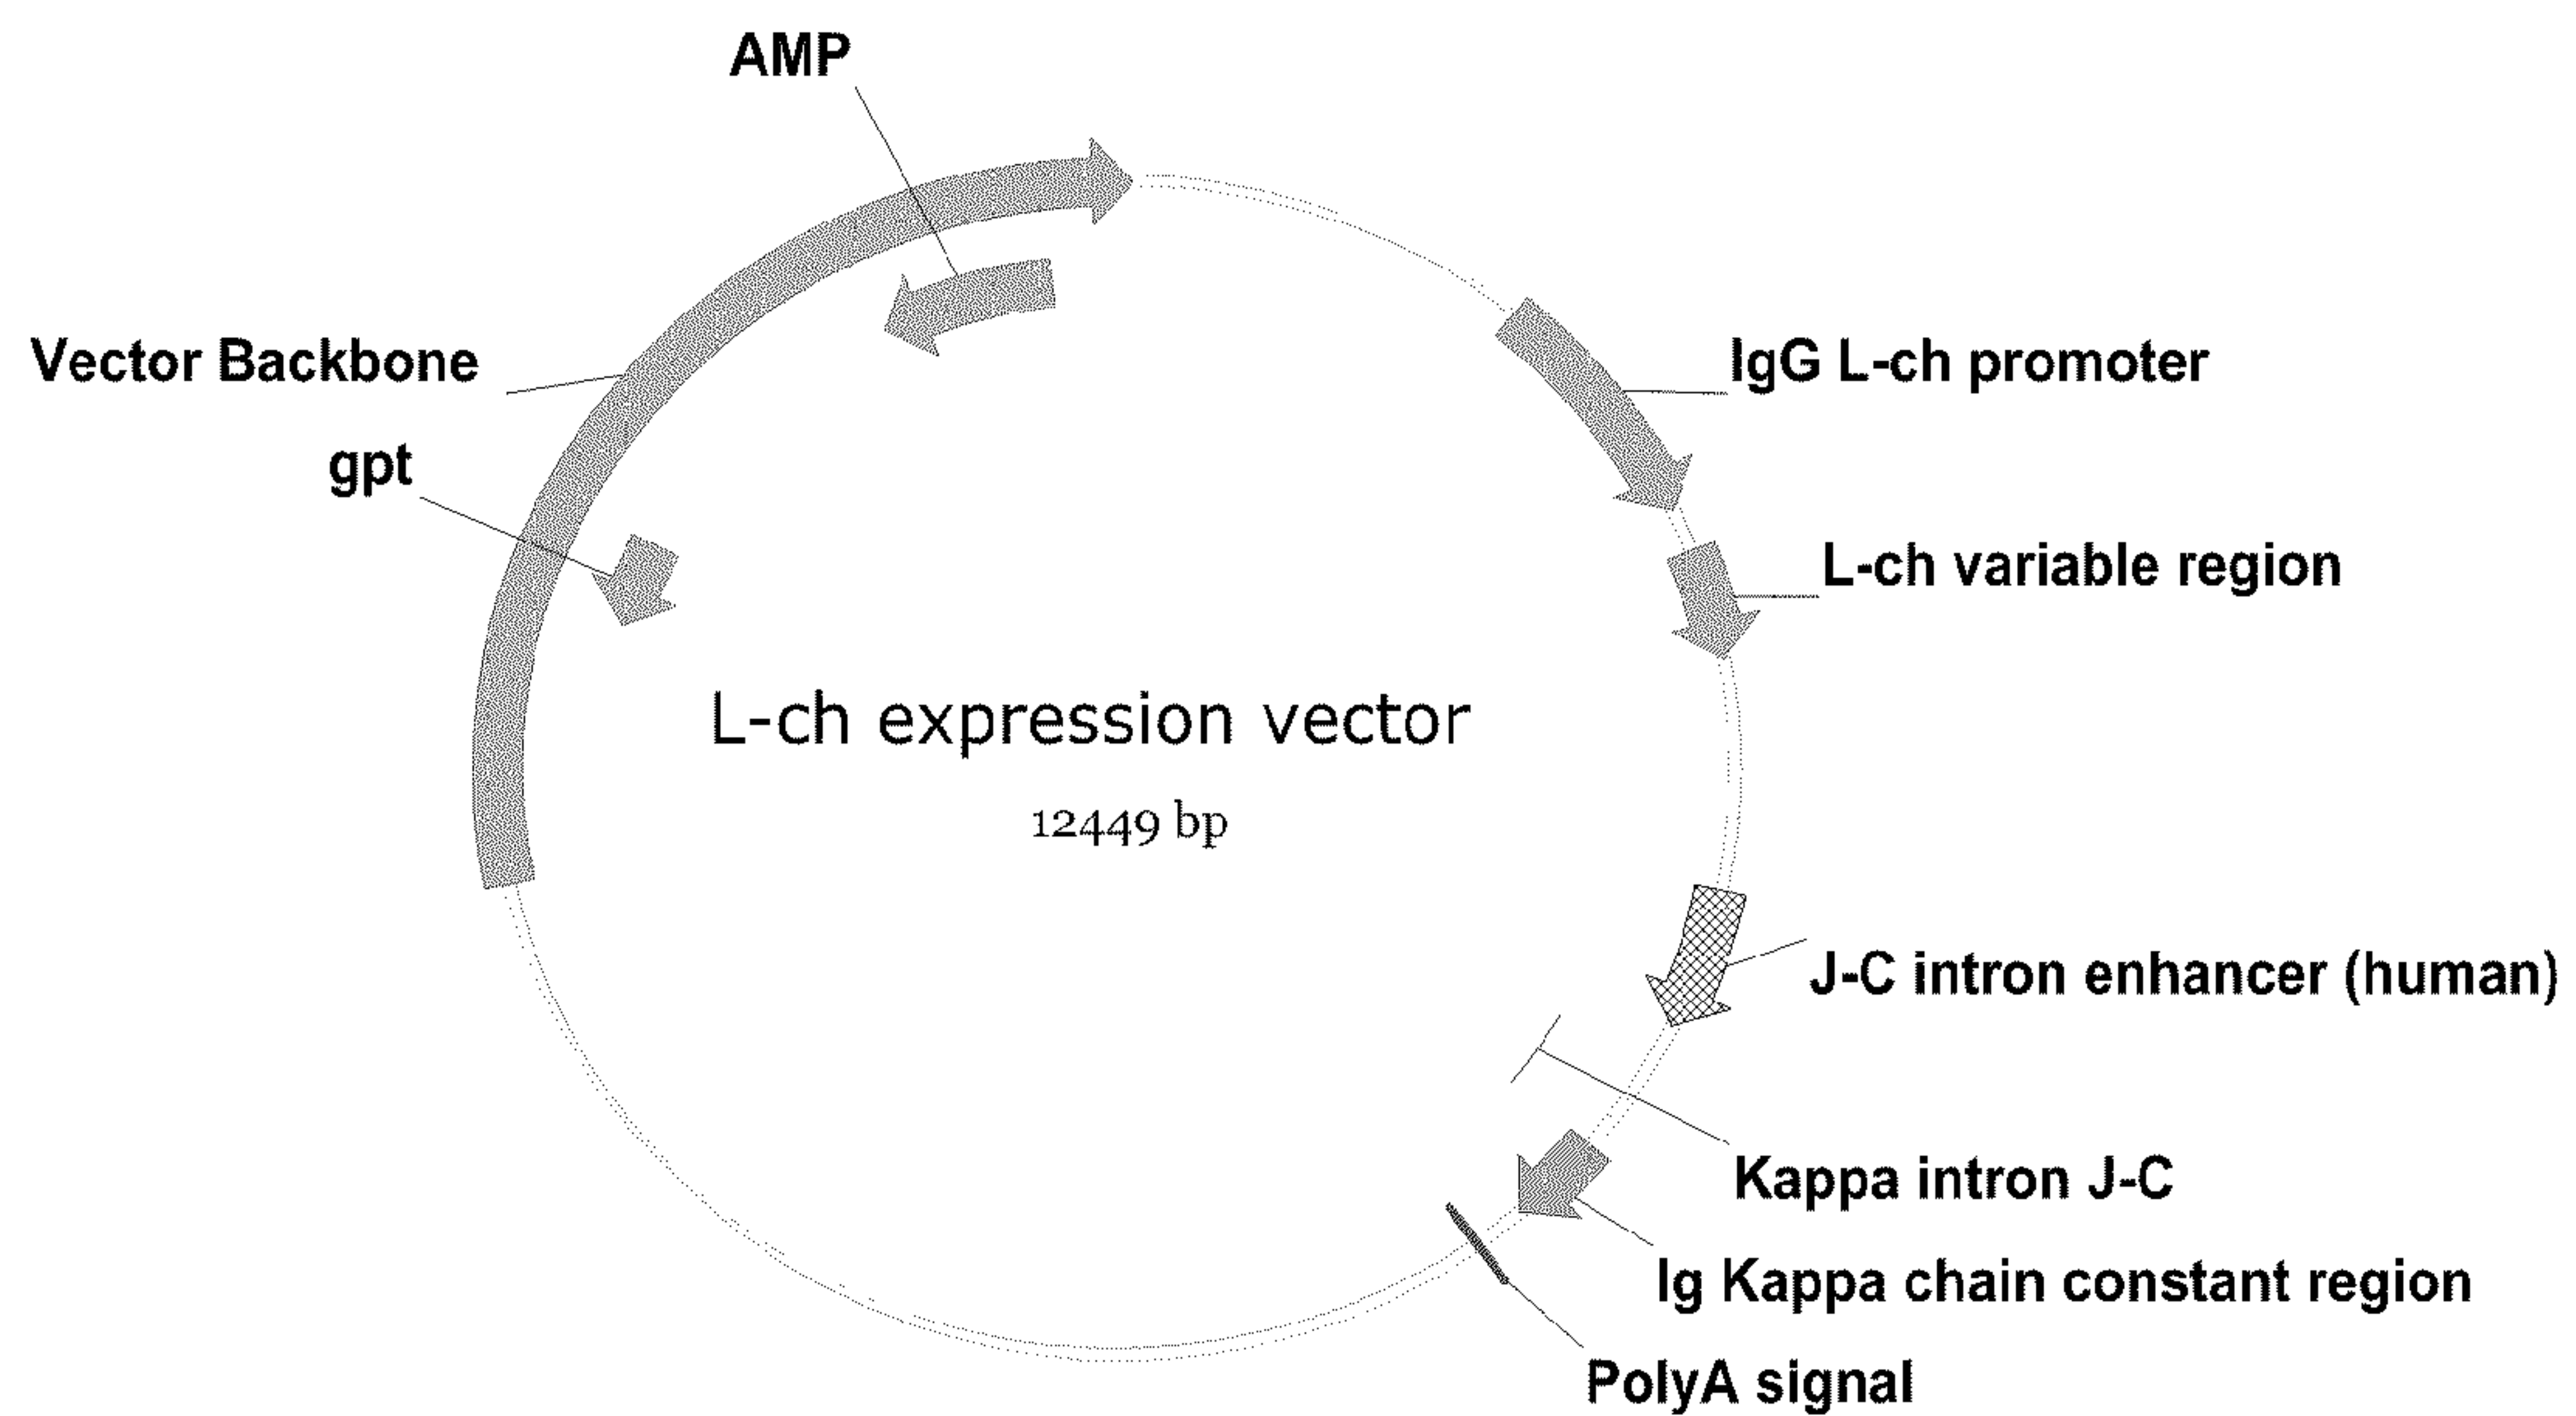 AMP
Vector Backbone
IgG L-ch promoter
gpt
L-ch variable region
L-ch expression vector
12449 bp
J-C intron enhancer (human)
Kappa intron J-C
Ig Kappa chain constant region
PolyA signal